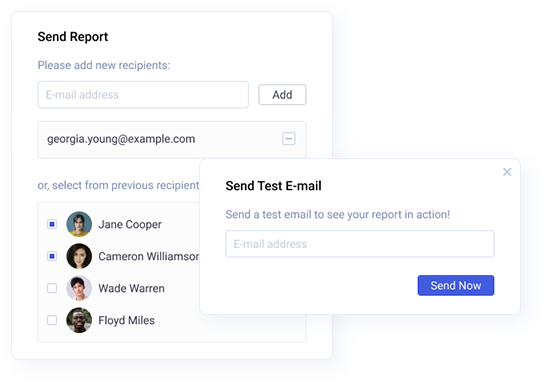 Send Report
Please add new recipients:
E-mail address
Add
georgia.young@example.com
or, select from previous recipient
Jane Cooper
Cameron Williamson
Wade Warren
Floyd Miles
Send Test E-mail
Send a test email to see your report in action!
E-mail address
Send Now